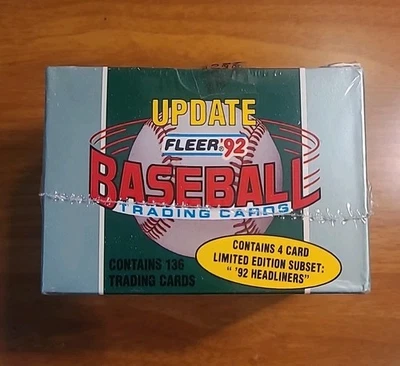 UPDATE
FLEER '92
BASEBALL
TRADING CARDS
CONTAINS 136
TRADING CARDS
CONTAINS 4 CARD
LIMITED EDITION SUBSET:
" '92 HEADLINERS"